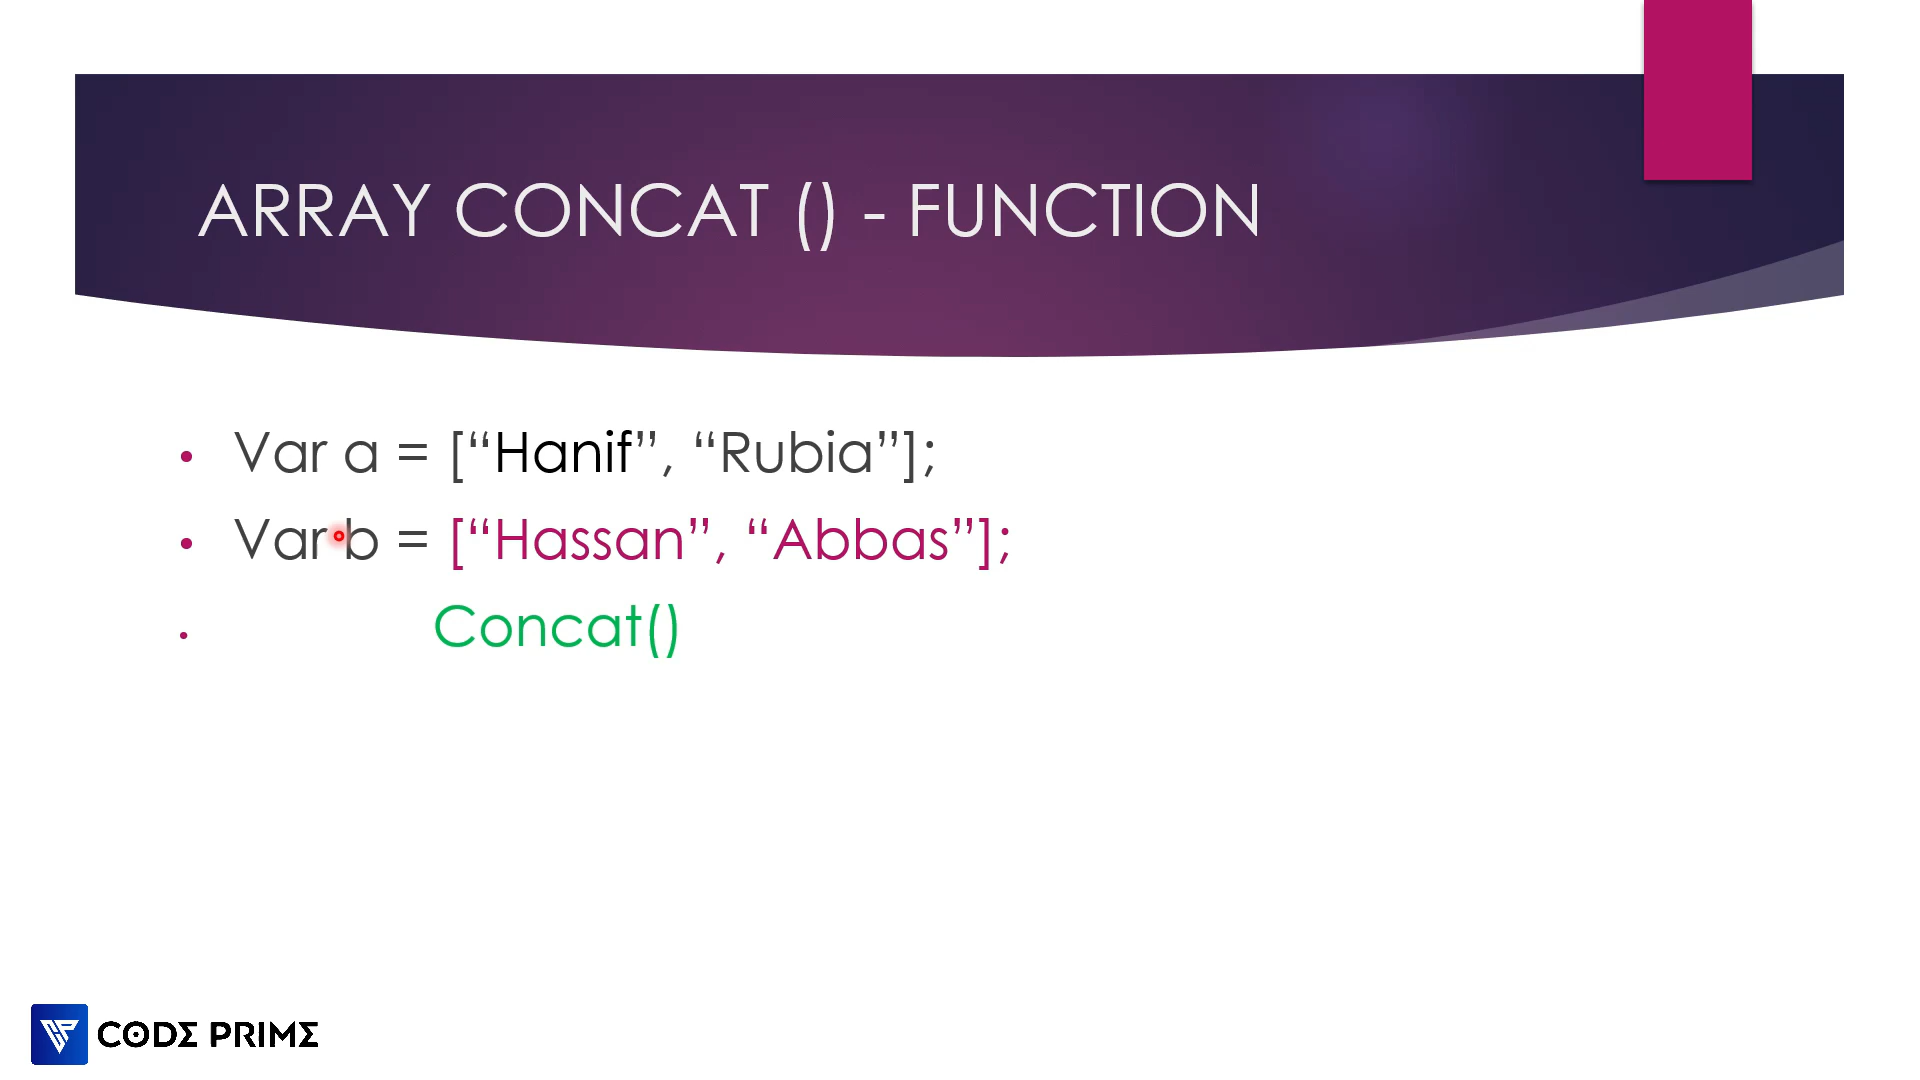 ARRAY CONCAT () - FUNCTION
• Var a = [“Hanif”, “Rubia”];
• Var b = [“Hassan”, “Abbas”];
• Concat()
CODΣ PRIMΣ